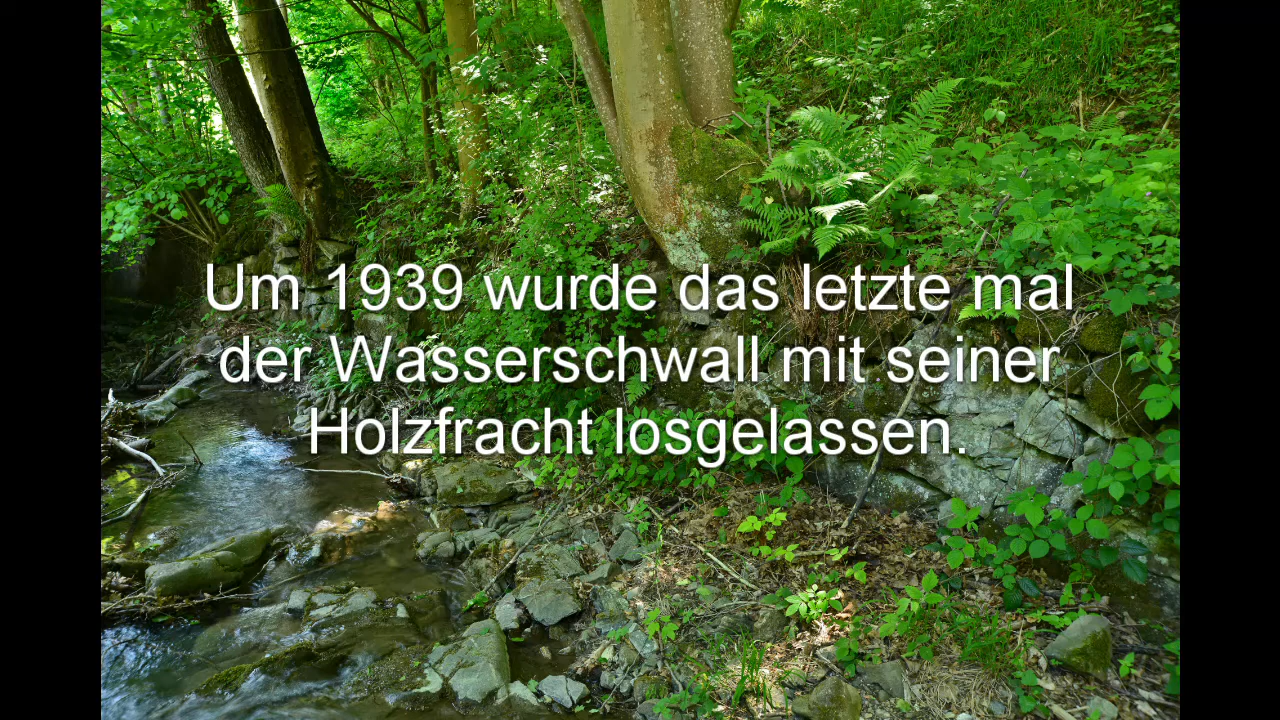 Um 1939 wurde das letzte mal
der Wasserschwall mit seiner
Holzfracht losgelassen.